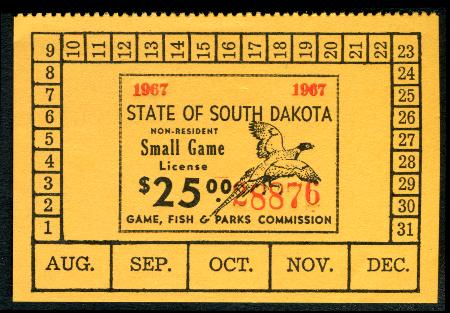 9 10 11 12 13 14 15 16 17 18 19 20 21 22 23
8 24
7 25
6 26
5 27
4 28
3 29
2 30
1 31
1967 1967
STATE OF SOUTH DAKOTA
NON-RESIDENT
Small Game
License
$25.00 28876
GAME, FISH & PARKS COMMISSION
AUG. SEP. OCT. NOV. DEC.